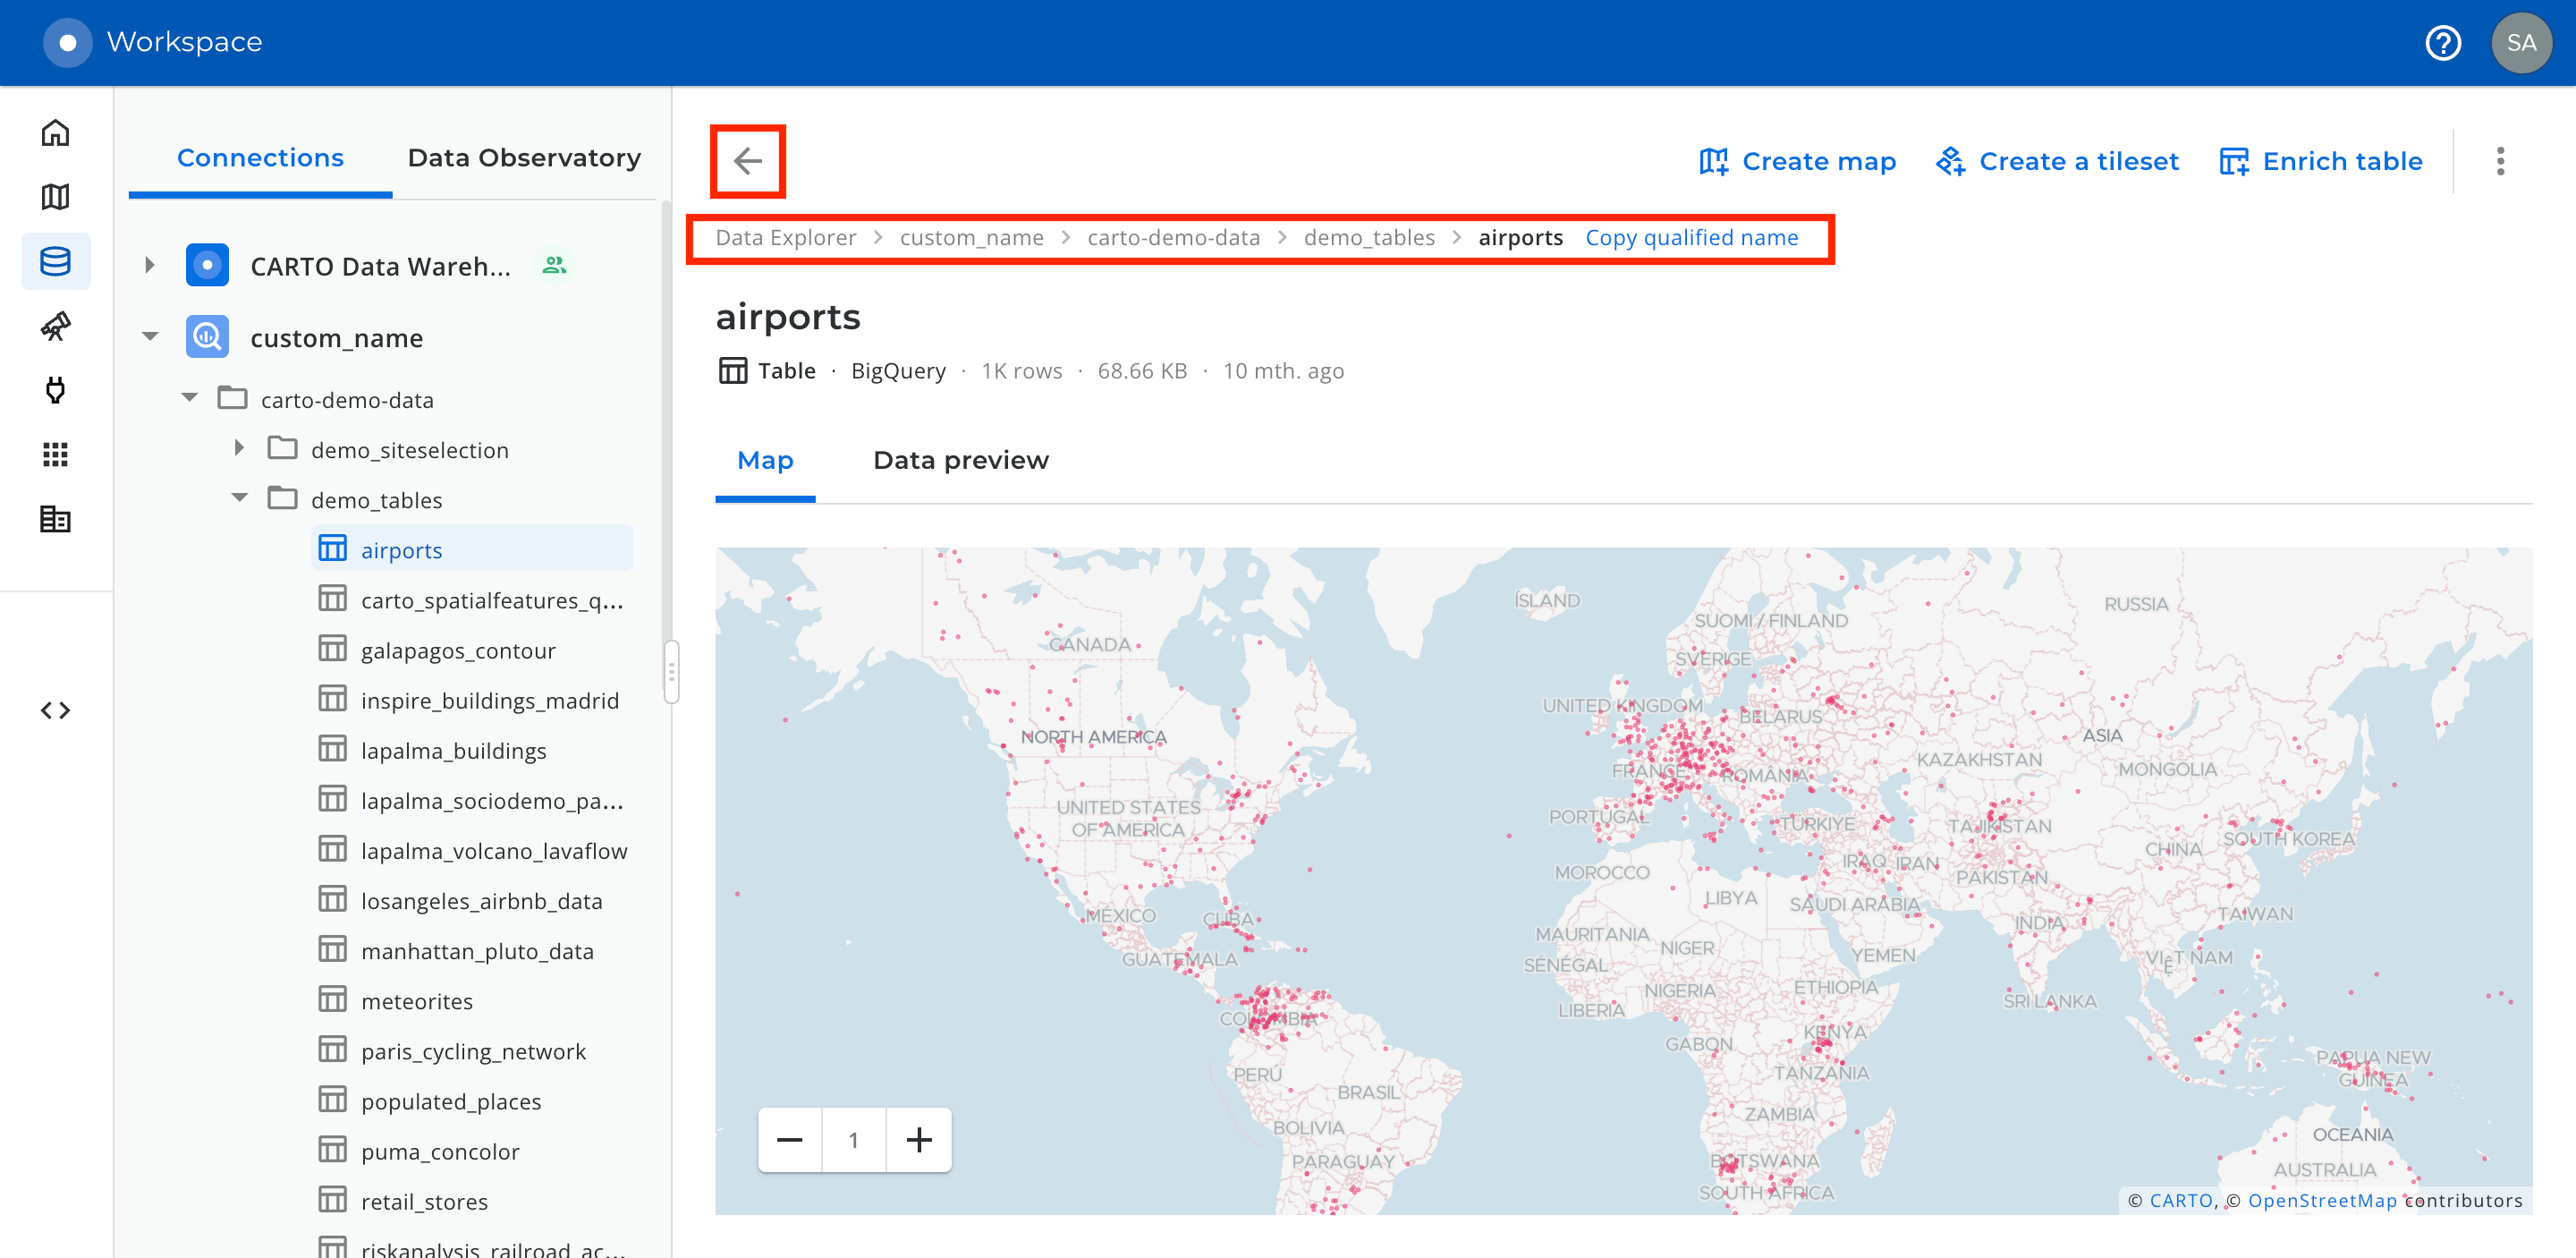 Workspace
SA
Connections
Data Observatory
Create map
Create a tileset
Enrich table
Data Explorer > custom_name > carto-demo-data > demo_tables > airports Copy qualified name
CARTO Data Wareh...
custom_name
carto-demo-data
demo_siteselection
demo_tables
airports
carto_spatialfeatures_q...
galapagos_contour
inspire_buildings_madrid
lapalma_buildings
lapalma_sociodemo_pa...
lapalma_volcano_lavaflow
losangeles_airbnb_data
manhattan_pluto_data
meteorites
paris_cycling_network
populated_places
puma_concolor
retail_stores
riskanalysis_railroad_ac...
airports
Table · BigQuery · 1K rows · 68.66 KB · 10 mth. ago
Map
Data preview
ÍSLAND
RUSSIA
SUOMI / FINLAND
CANADA
SVERIGE
UNITED KINGDOM
BELARUS
NORTH AMERICA
ASIA
KAZAKHSTAN
MONGOLIA
FRANCE
ROMÂNIA
UNITED STATES
OF AMERICA
PORTUGAL
TÜRKIYE
TAJIKISTAN
SOUTH KOREA
CHINA
IRAQ
IRAN
MOROCCO
PAKISTAN
LIBYA
SAUDI ARABIA
MÉXICO
CUBA
TAIWAN
INDIA
MAURITANIA
NIGER
GUATEMALA
YEMEN
VIỆT NAM
SÉNÉGAL
NIGERIA
ETHIOPIA
SRI LANKA
LIBERIA
COLOMBIA
KENYA
GABON
PAPUA NEW
GUINEA
PERÚ
TANZANIA
BRASIL
ZAMBIA
BOLIVIA
OCEANIA
PARAGUAY
BOTSWANA
AUSTRALIA
SOUTH AFRICA
1
© CARTO, © OpenStreetMap contributors